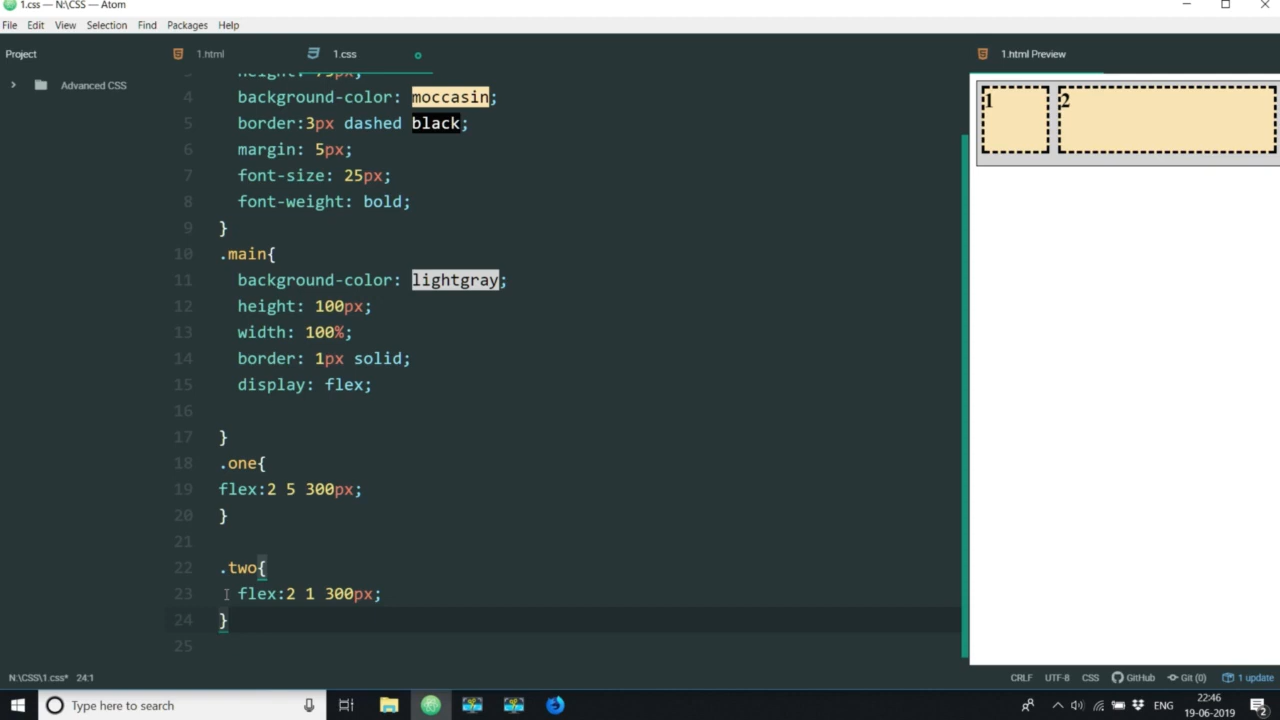 1.css — N:\CSS — Atom
File Edit View Selection Find Packages Help
Project
1.html
1.css
1.html Preview
Advanced CSS
3 height: 75px;
4 background-color: moccasin;
5 border:3px dashed black;
6 margin: 5px;
7 font-size: 25px;
8 font-weight: bold;
9 }
10 .main{
11 background-color: lightgray;
12 height: 100px;
13 width: 100%;
14 border: 1px solid;
15 display: flex;
16
17 }
18 .one{
19 flex:2 5 300px;
20 }
21
22 .two{
23 flex:2 1 300px;
24 }
25
1 2
N:\CSS\1.css* 24:1
CRLF UTF-8 CSS GitHub Git (0) 1 update
Type here to search
ENG
22:46
19-06-2019
2